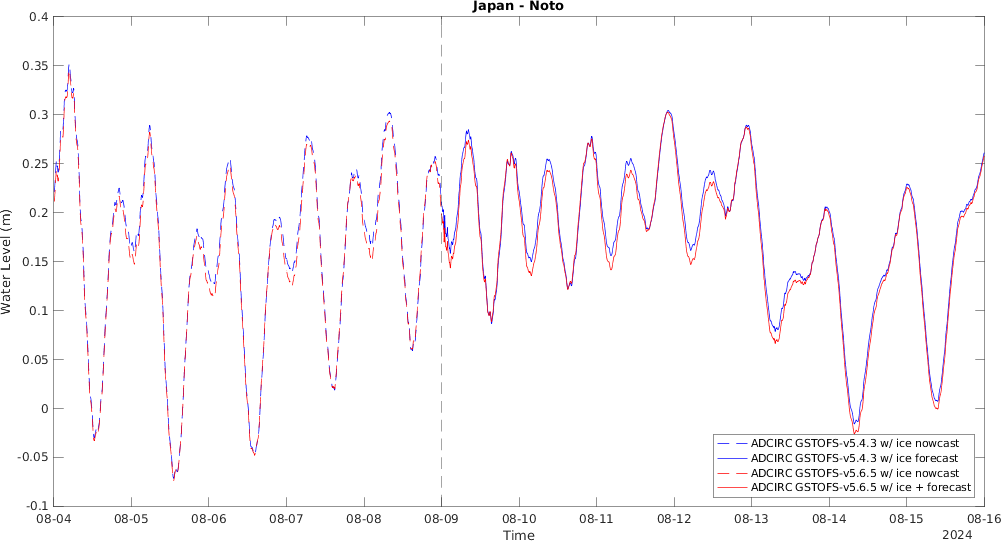 Japan - Noto
0.4
0.35
0.3
0.25
0.2
0.15
0.1
0.05
0
-0.05
-0.1
Water Level (m)
ADCIRC GSTOFS-v5.4.3 w/ ice nowcast
ADCIRC GSTOFS-v5.4.3 w/ ice forecast
ADCIRC GSTOFS-v5.6.5 w/ ice nowcast
ADCIRC GSTOFS-v5.6.5 w/ ice + forecast
08-04 08-05 08-06 08-07 08-08 08-09 08-10 08-11 08-12 08-13 08-14 08-15 08-16
Time
2024